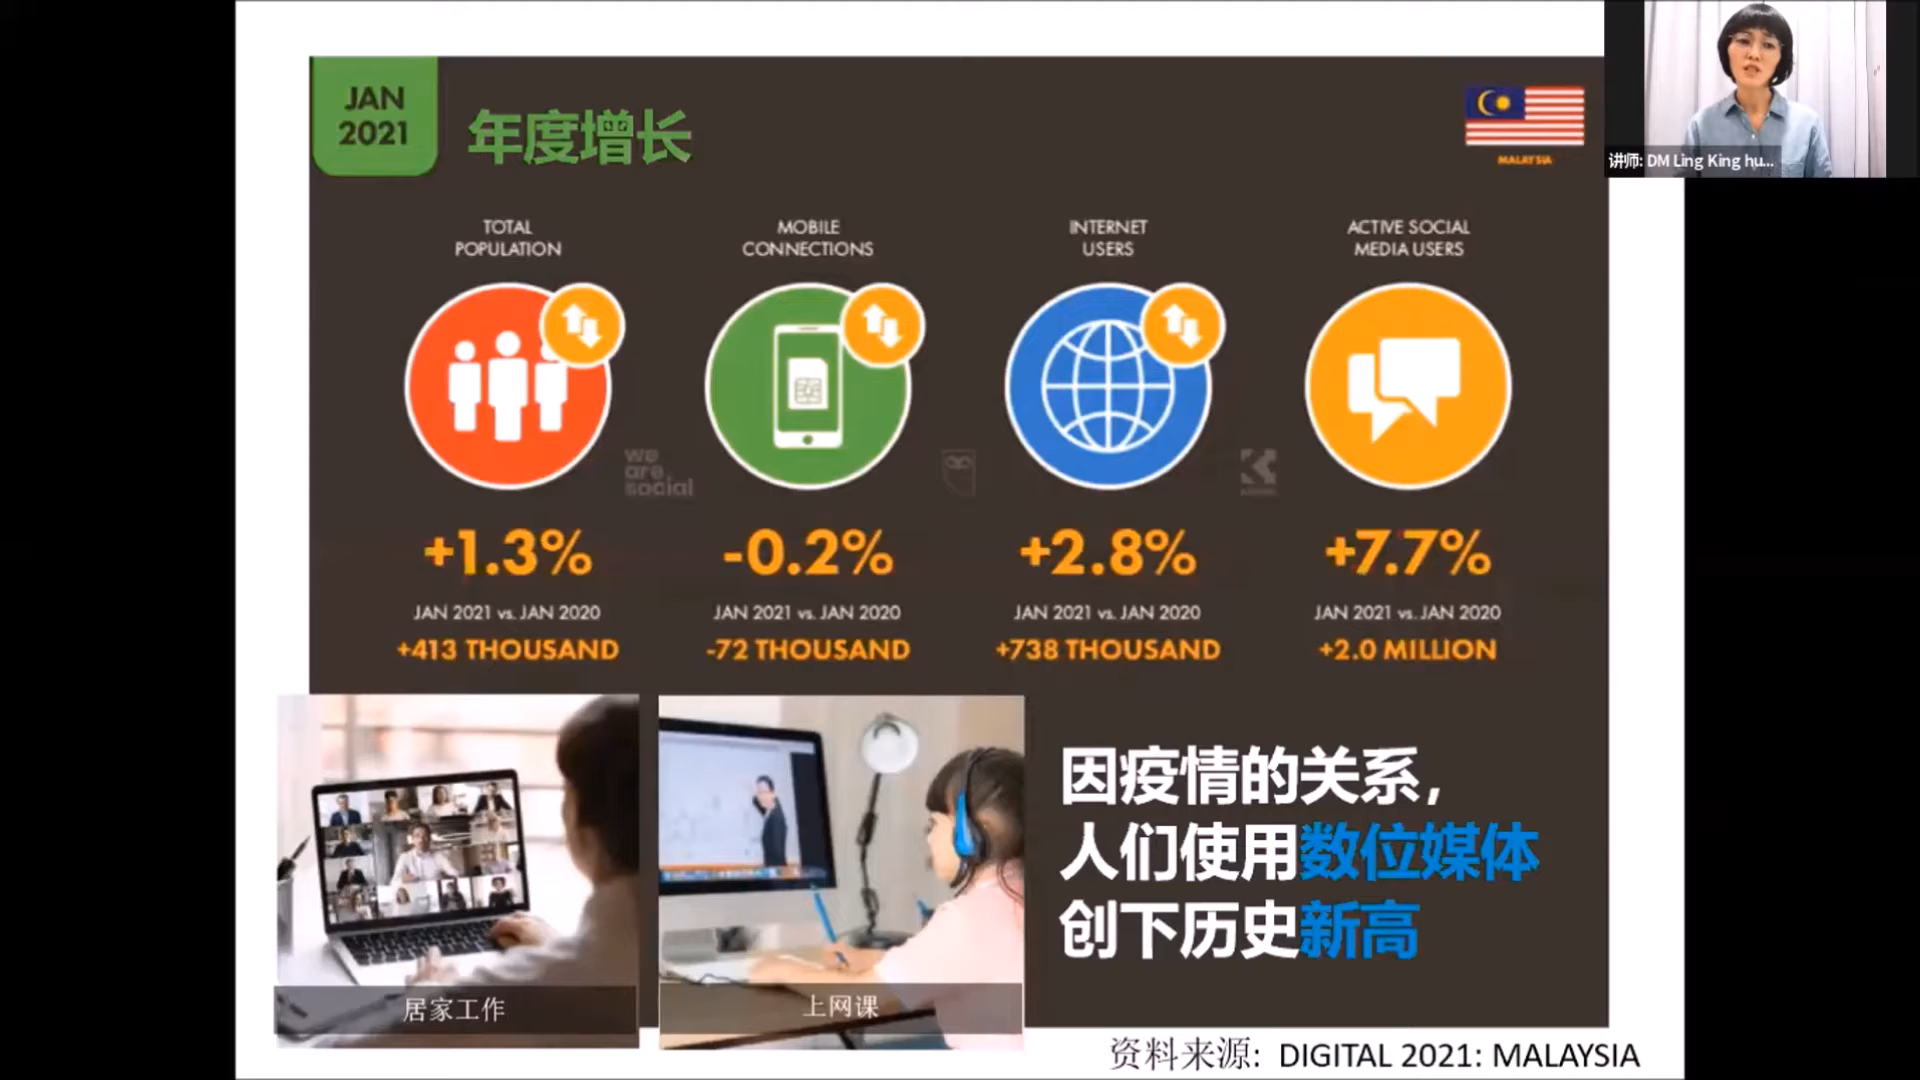 JAN
2021
年度增长
MALAYSIA
讲师: DM Ling King hu...
TOTAL
POPULATION
MOBILE
CONNECTIONS
INTERNET
USERS
ACTIVE SOCIAL
MEDIA USERS
we
are.
social
+1.3%
-0.2%
+2.8%
+7.7%
JAN 2021 vs. JAN 2020
JAN 2021 vs. JAN 2020
JAN 2021 vs. JAN 2020
JAN 2021 vs. JAN 2020
+413 THOUSAND
-72 THOUSAND
+738 THOUSAND
+2.0 MILLION
因疫情的关系,
人们使用数位媒体
创下历史新高
居家工作
上网课
资料来源: DIGITAL 2021: MALAYSIA